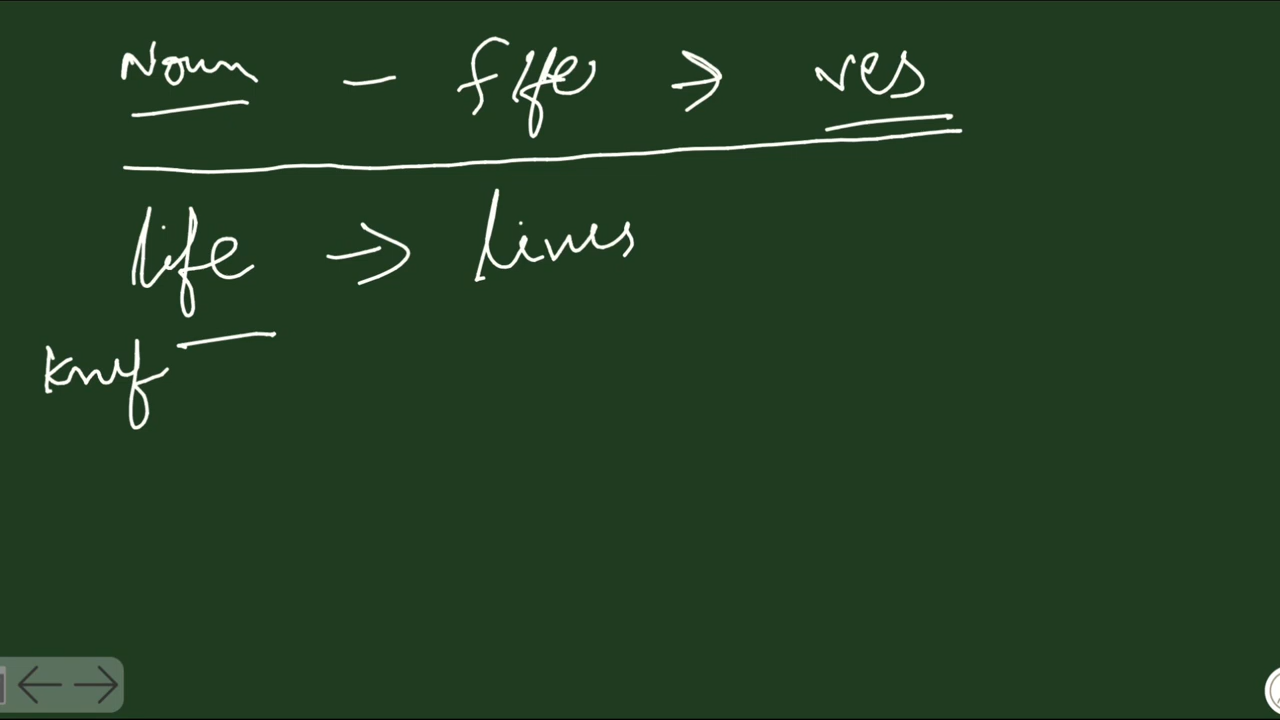 Noun – f/fe → ves
life → lives
Knif